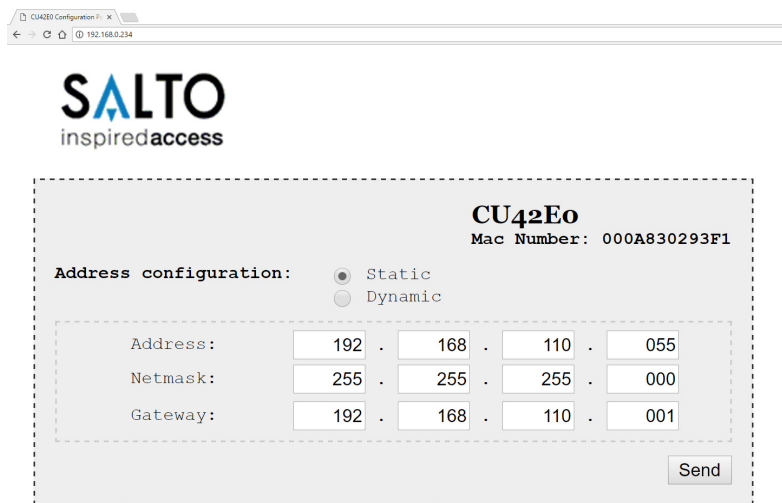 CU42E0 Configuration P
192.168.0.234
SALTO
inspiredaccess
CU42E0
Mac Number: 000A830293F1
Address configuration: Static
Dynamic
Address: 192 . 168 . 110 . 055
Netmask: 255 . 255 . 255 . 000
Gateway: 192 . 168 . 110 . 001
Send